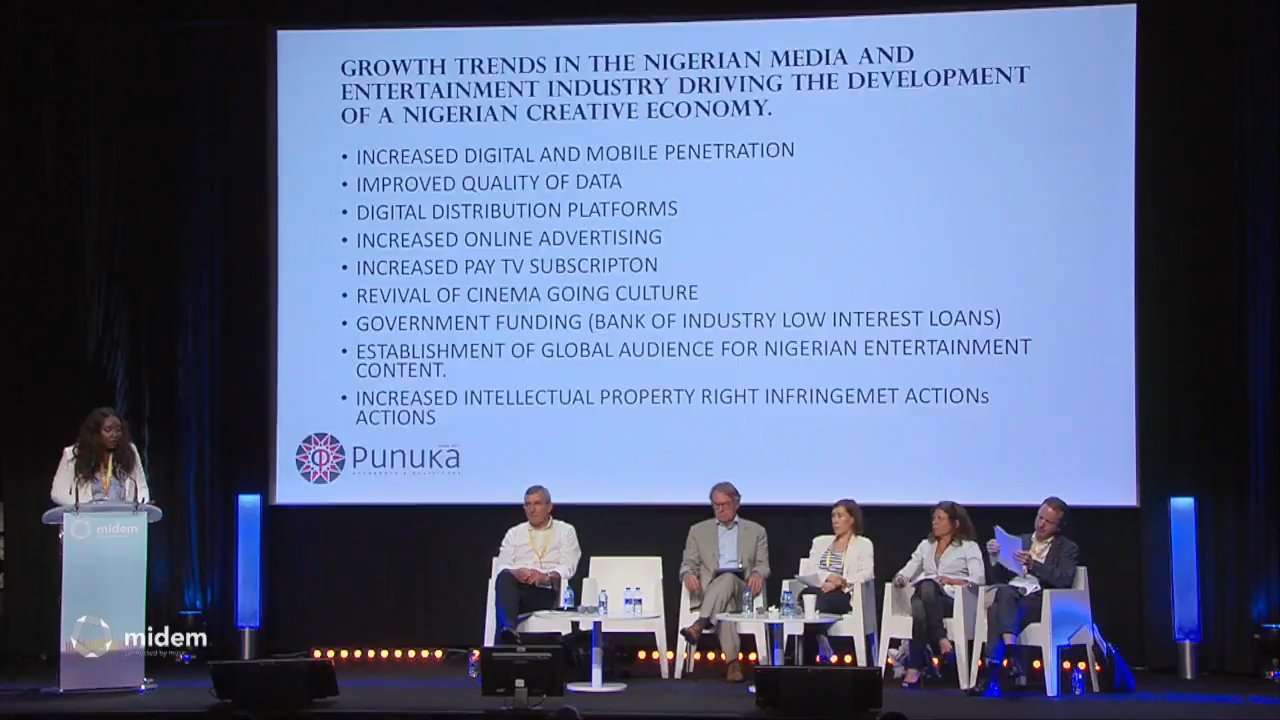 GROWTH TRENDS IN THE NIGERIAN MEDIA AND
ENTERTAINMENT INDUSTRY DRIVING THE DEVELOPMENT
OF A NIGERIAN CREATIVE ECONOMY.
• INCREASED DIGITAL AND MOBILE PENETRATION
• IMPROVED QUALITY OF DATA
• DIGITAL DISTRIBUTION PLATFORMS
• INCREASED ONLINE ADVERTISING
• INCREASED PAY TV SUBSCRIPTON
• REVIVAL OF CINEMA GOING CULTURE
• GOVERNMENT FUNDING (BANK OF INDUSTRY LOW INTEREST LOANS)
• ESTABLISHMENT OF GLOBAL AUDIENCE FOR NIGERIAN ENTERTAINMENT
CONTENT.
• INCREASED INTELLECTUAL PROPERTY RIGHT INFRINGEMET ACTIONs
ACTIONS
Punuka
midem
midem
connected by music